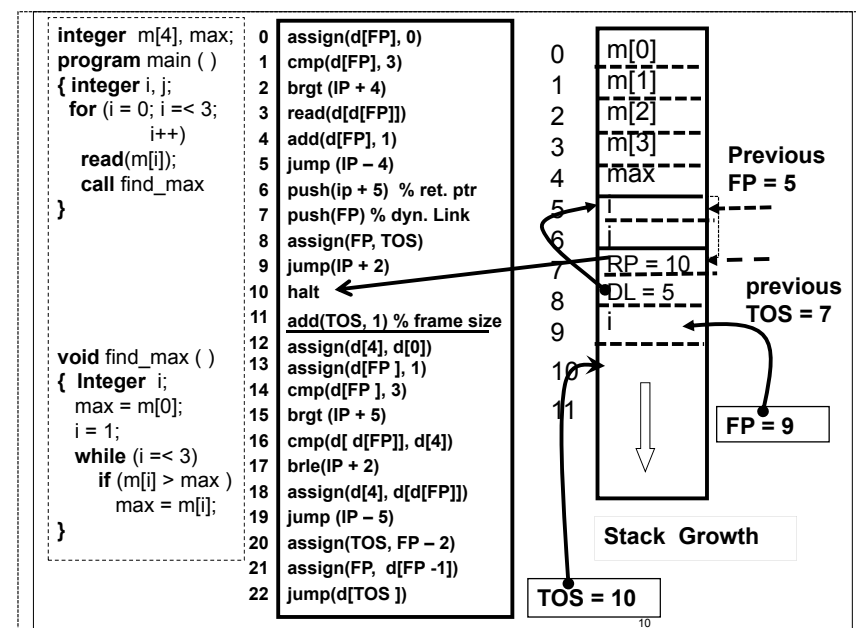 integer m[4], max;
program main ( )
{ integer i, j;
for (i = 0; i =< 3;
i++)
read(m[i]);
call find_max
}
void find_max ( )
{ Integer i;
max = m[0];
i = 1;
while (i =< 3)
if (m[i] > max )
max = m[i];
}
0 assign(d[FP], 0)
1 cmp(d[FP], 3)
2 brgt (IP + 4)
3 read(d[d[FP]])
4 add(d[FP], 1)
5 jump (IP – 4)
6 push(ip + 5) % ret. ptr
7 push(FP) % dyn. Link
8 assign(FP, TOS)
9 jump(IP + 2)
10 halt
11 add(TOS, 1) % frame size
12 assign(d[4], d[0])
13 assign(d[FP ], 1)
14 cmp(d[FP ], 3)
15 brgt (IP + 5)
16 cmp(d[ d[FP]], d[4])
17 brle(IP + 2)
18 assign(d[4], d[d[FP]])
19 jump (IP – 5)
20 assign(TOS, FP – 2)
21 assign(FP, d[FP -1])
22 jump(d[TOS ])
0 m[0]
1 m[1]
2 m[2]
3 m[3]
4 max
5 i
6 j
7 RP = 10
8 DL = 5
9 i
10
11
Previous
FP = 5
previous
TOS = 7
FP = 9
Stack Growth
TOS = 10
10